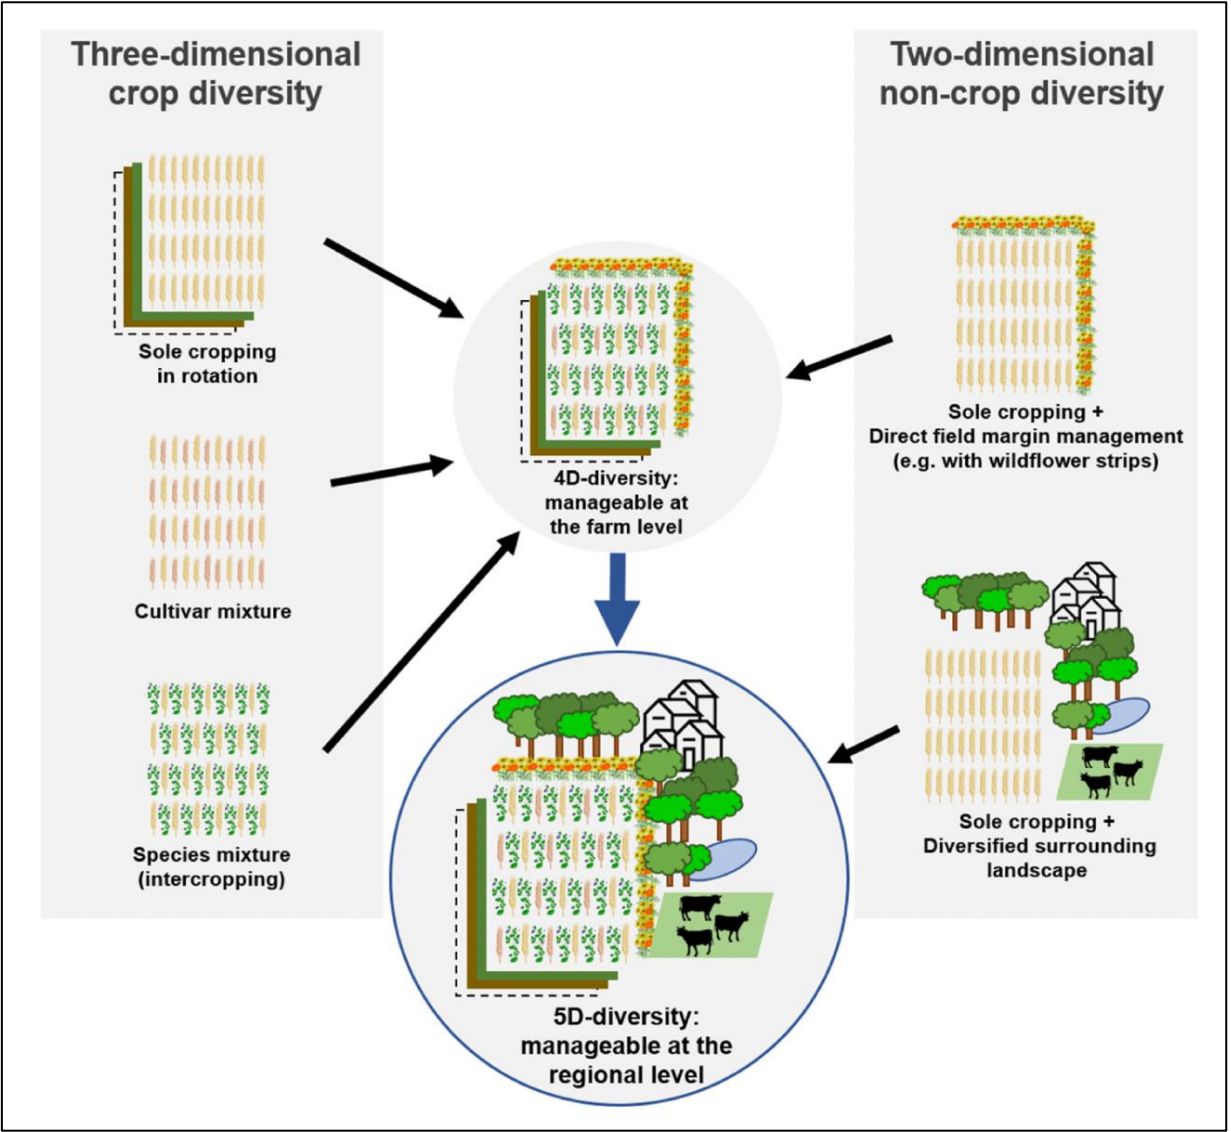 Three-dimensional
crop diversity
Sole cropping
in rotation
Cultivar mixture
Species mixture
(intercropping)
4D-diversity:
manageable at
the farm level
5D-diversity:
manageable at the
regional level
Two-dimensional
non-crop diversity
Sole cropping +
Direct field margin management
(e.g. with wildflower strips)
Sole cropping +
Diversified surrounding
landscape